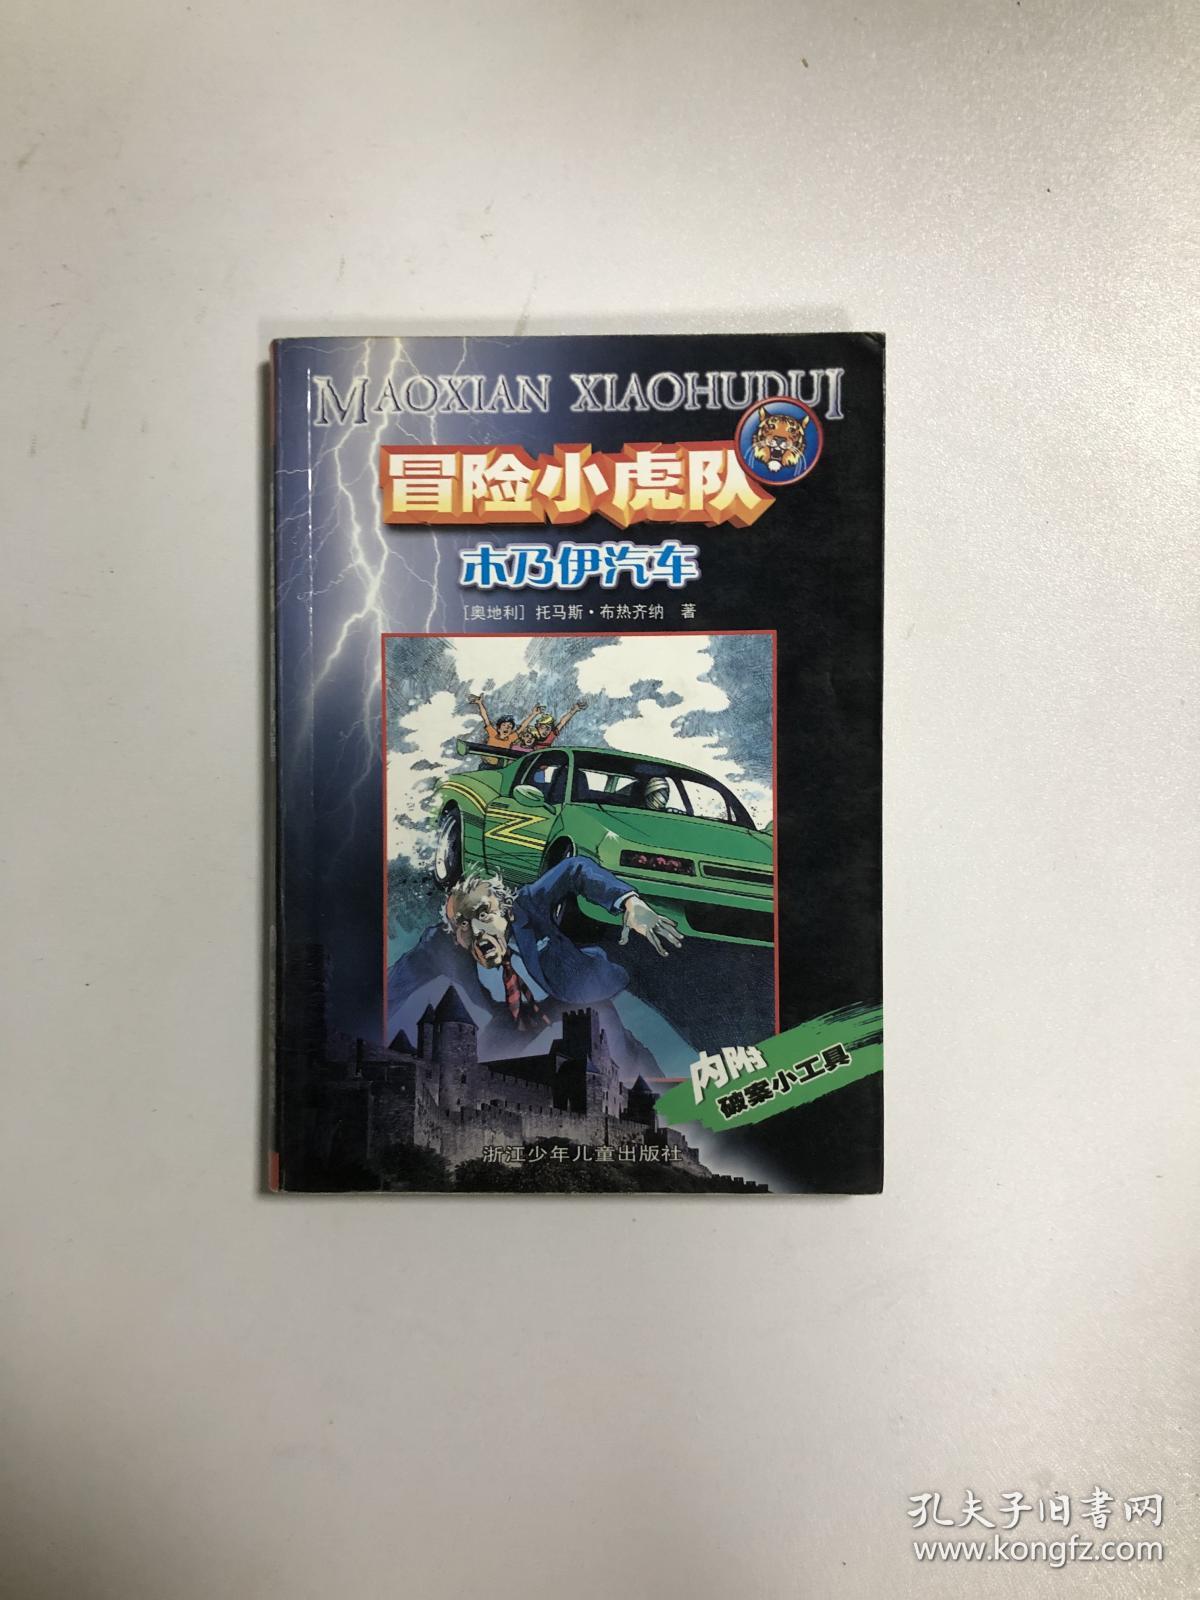 MAOXIAN XIAOHUDUI
冒险小虎队
木乃伊汽车
[奥地利] 托马斯·布热齐纳 著
内附
破案小工具
浙江少年儿童出版社
孔夫子旧书网
www.kongfz.com